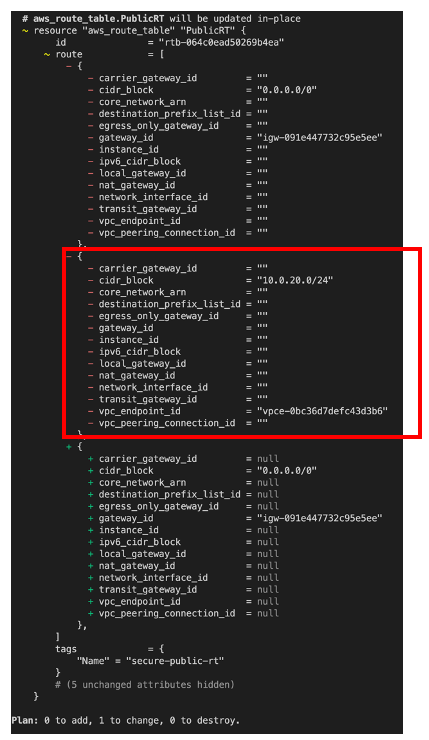 # aws_route_table.PublicRT will be updated in-place
~ resource "aws_route_table" "PublicRT" {
id = "rtb-064c0ead50269b4ea"
~ route = [
- {
- carrier_gateway_id = ""
- cidr_block = "0.0.0.0/0"
- core_network_arn = ""
- destination_prefix_list_id = ""
- egress_only_gateway_id = ""
- gateway_id = "igw-091e447732c95e5ee"
- instance_id = ""
- ipv6_cidr_block = ""
- local_gateway_id = ""
- nat_gateway_id = ""
- network_interface_id = ""
- transit_gateway_id = ""
- vpc_endpoint_id = ""
- vpc_peering_connection_id = ""
},
- {
- carrier_gateway_id = ""
- cidr_block = "10.0.20.0/24"
- core_network_arn = ""
- destination_prefix_list_id = ""
- egress_only_gateway_id = ""
- gateway_id = ""
- instance_id = ""
- ipv6_cidr_block = ""
- local_gateway_id = ""
- nat_gateway_id = ""
- network_interface_id = ""
- transit_gateway_id = ""
- vpc_endpoint_id = "vpce-0bc36d7defc43d3b6"
- vpc_peering_connection_id = ""
},
+ {
+ carrier_gateway_id = null
+ cidr_block = "0.0.0.0/0"
+ core_network_arn = null
+ destination_prefix_list_id = null
+ egress_only_gateway_id = null
+ gateway_id = "igw-091e447732c95e5ee"
+ instance_id = null
+ ipv6_cidr_block = null
+ local_gateway_id = null
+ nat_gateway_id = null
+ network_interface_id = null
+ transit_gateway_id = null
+ vpc_endpoint_id = null
+ vpc_peering_connection_id = null
},
]
tags = {
"Name" = "secure-public-rt"
}
# (5 unchanged attributes hidden)
}
Plan: 0 to add, 1 to change, 0 to destroy.